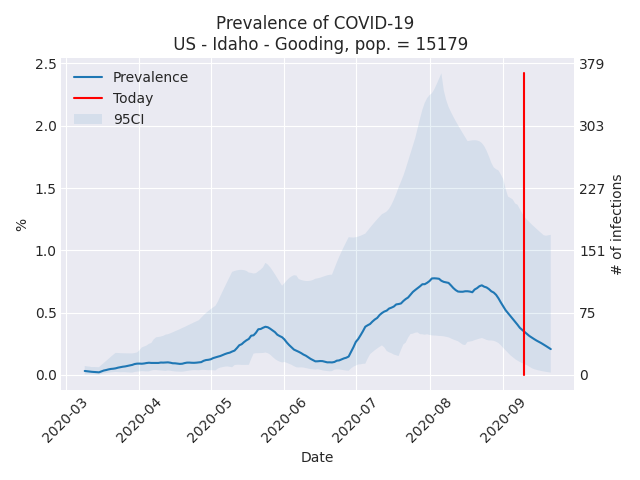 Prevalence of COVID-19
US - Idaho - Gooding, pop. = 15179
Prevalence
Today
95CI
2.5
2.0
1.5
1.0
0.5
0.0
%
379
303
227
151
75
0
# of infections
2020-03
2020-04
2020-05
2020-06
2020-07
2020-08
2020-09
Date